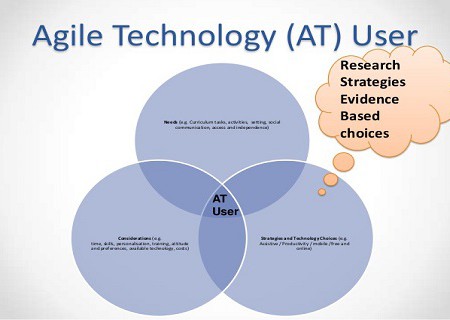 Agile Technology (AT) User
Research
Strategies
Evidence
Based
choices
Needs (e.g. Curriculum tasks, activities, setting, social
communication, access and independence)
AT
User
Considerations (e.g.
time, skills, personalisation, training, attitude
and preferences, available technology, costs)
Strategies and Technology Choices (e.g.
Assistive / Productivity / mobile /free and
online)